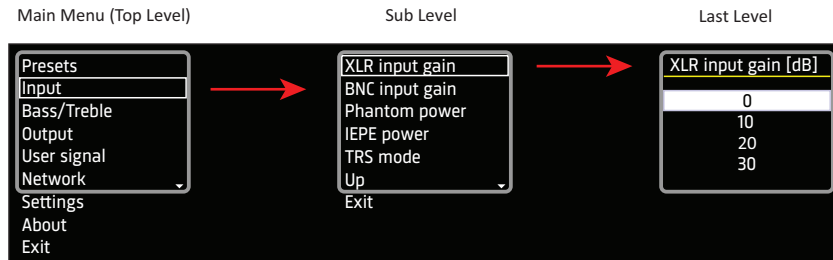 Main Menu (Top Level)
Sub Level
Last Level
Presets
Input
Bass/Treble
Output
User signal
Network
Settings
About
Exit
XLR input gain
BNC input gain
Phantom power
IEPE power
TRS mode
Up
Exit
XLR input gain [dB]
0
10
20
30